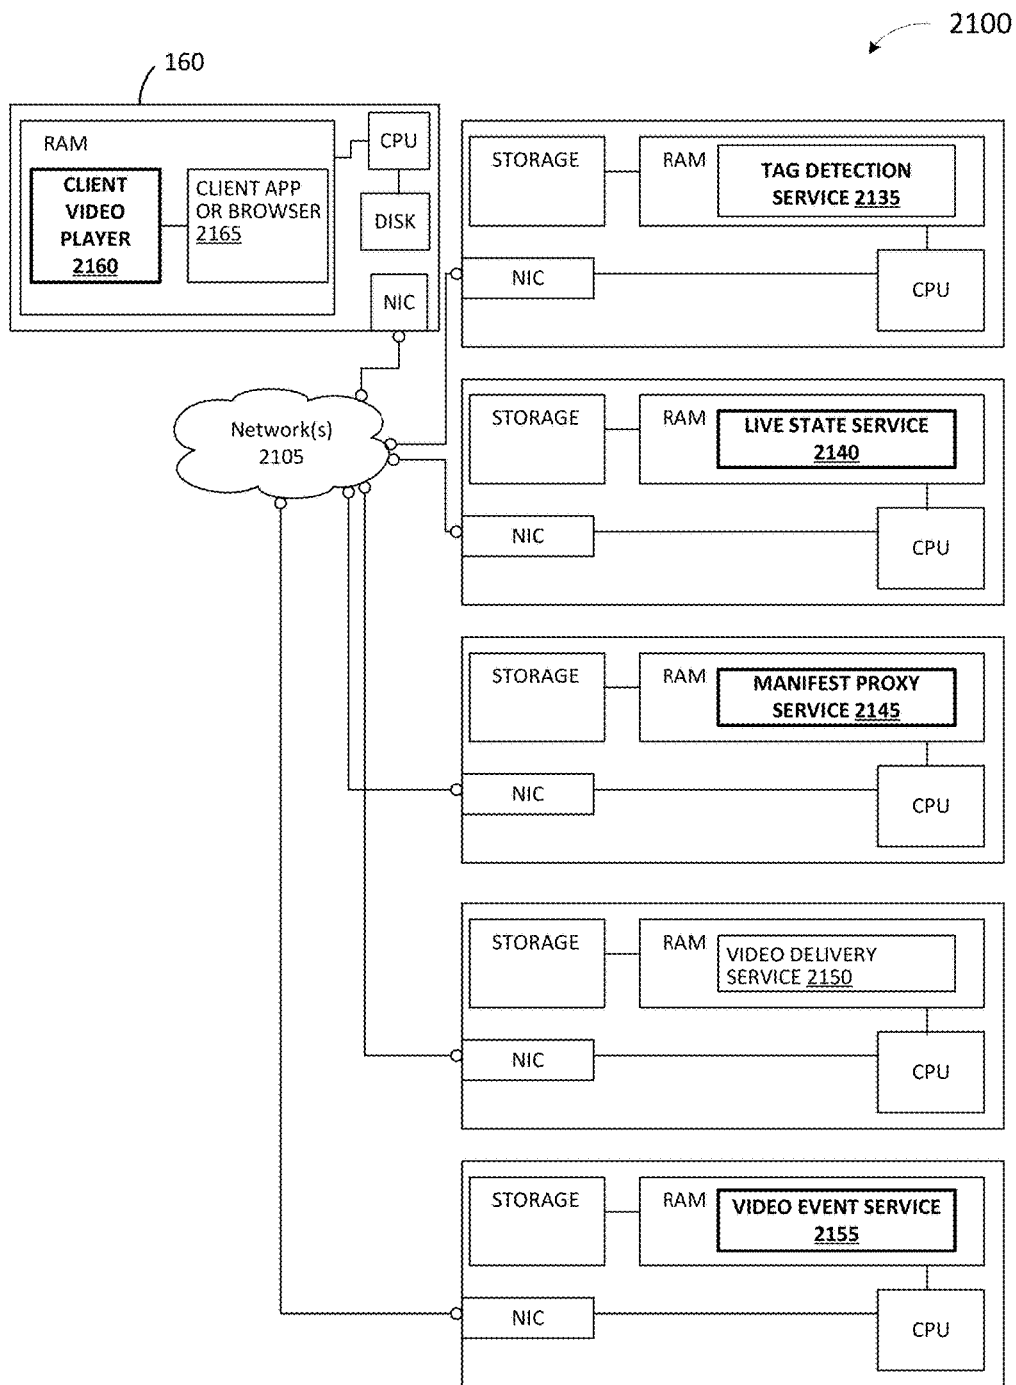 2100
160
RAM
CPU
CLIENT
VIDEO
PLAYER
2160
CLIENT APP
OR BROWSER
2165
DISK
NIC
STORAGE
RAM
TAG DETECTION
SERVICE 2135
NIC
CPU
Network(s)
2105
STORAGE
RAM
LIVE STATE SERVICE
2140
NIC
CPU
STORAGE
RAM
MANIFEST PROXY
SERVICE 2145
NIC
CPU
STORAGE
RAM
VIDEO DELIVERY
SERVICE 2150
NIC
CPU
STORAGE
RAM
VIDEO EVENT SERVICE
2155
NIC
CPU